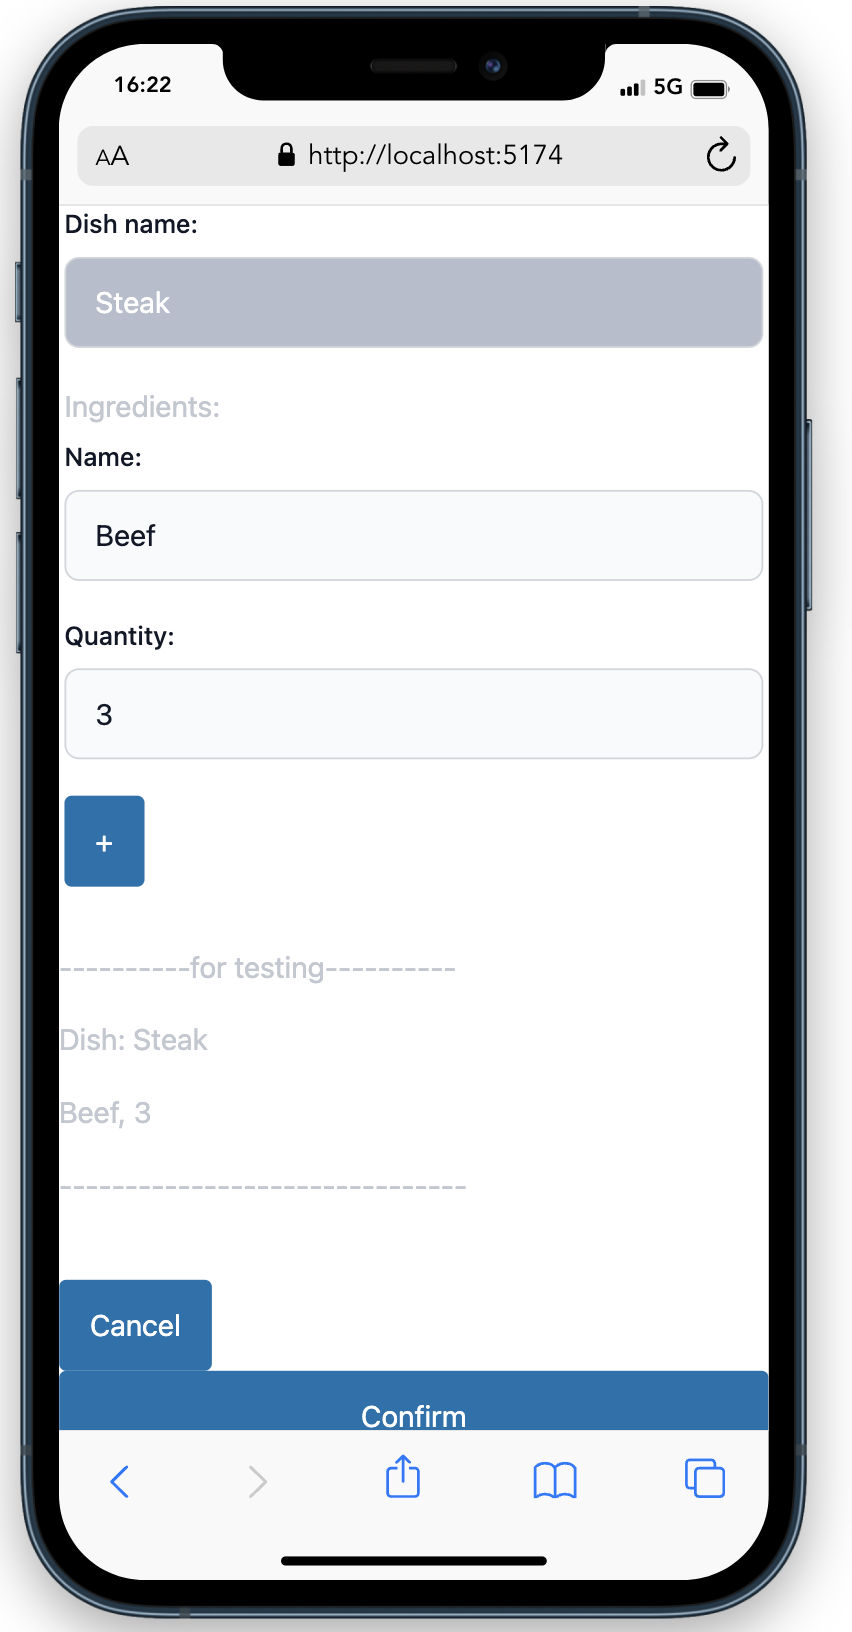 16:22 5G
AA http://localhost:5174
Dish name:
Steak
Ingredients:
Name:
Beef
Quantity:
3
+
----------for testing----------
Dish: Steak
Beef, 3
-------------------------------
Cancel
Confirm